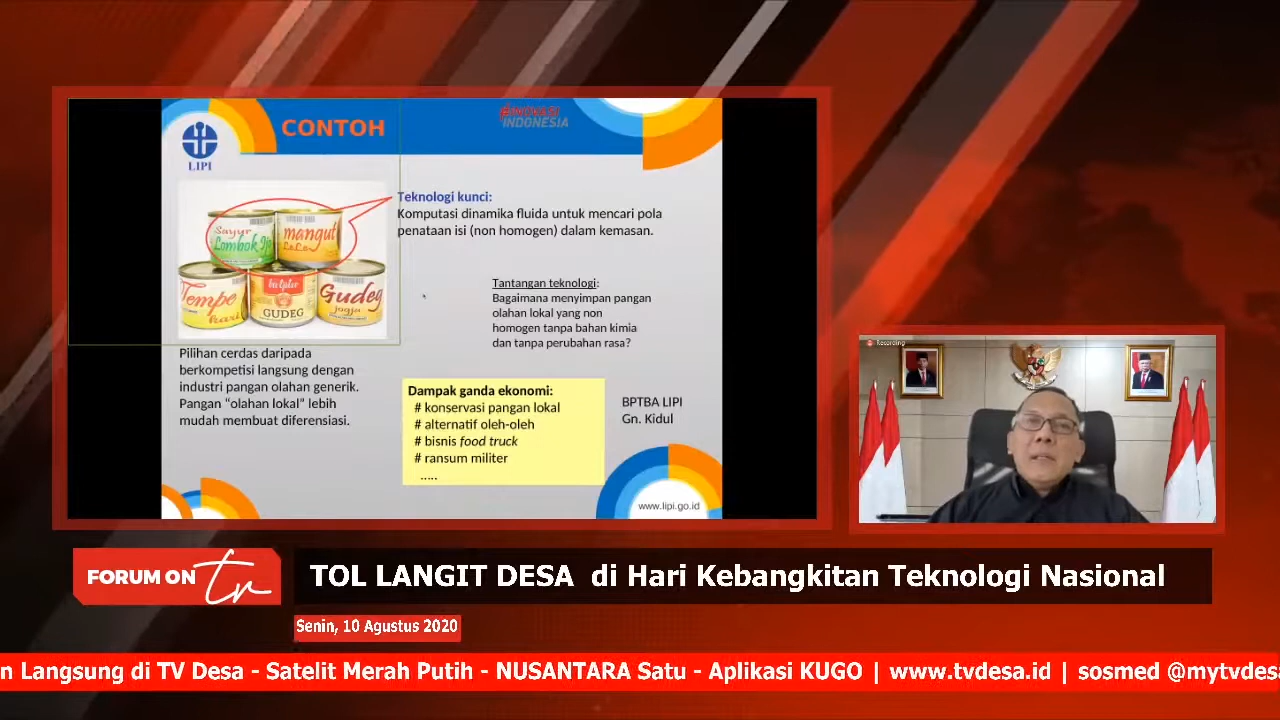 CONTOH
INOVASI
INDONESIA
LIPI
Teknologi kunci:
Komputasi dinamika fluida untuk mencari pola
penataan isi (non homogen) dalam kemasan.
Sayur
Lombok Ijo
mangut
Lele
Tempe
kari
GUDEG
Gudeg
jogja
Tantangan teknologi:
Bagaimana menyimpan pangan
olahan lokal yang non
homogen tanpa bahan kimia
dan tanpa perubahan rasa?
Pilihan cerdas daripada
berkompetisi langsung dengan
industri pangan olahan generik.
Pangan “olahan lokal” lebih
mudah membuat diferensiasi.
Dampak ganda ekonomi:
# konservasi pangan lokal
# alternatif oleh-oleh
# bisnis food truck
# ransum militer
.....
BPTBA LIPI
Gn. Kidul
www.lipi.go.id
Recording
FORUM ON tr
TOL LANGIT DESA di Hari Kebangkitan Teknologi Nasional
Senin, 10 Agustus 2020
n Langsung di TV Desa - Satelit Merah Putih - NUSANTARA Satu - Aplikasi KUGO | www.tvdesa.id | sosmed @mytvdesa